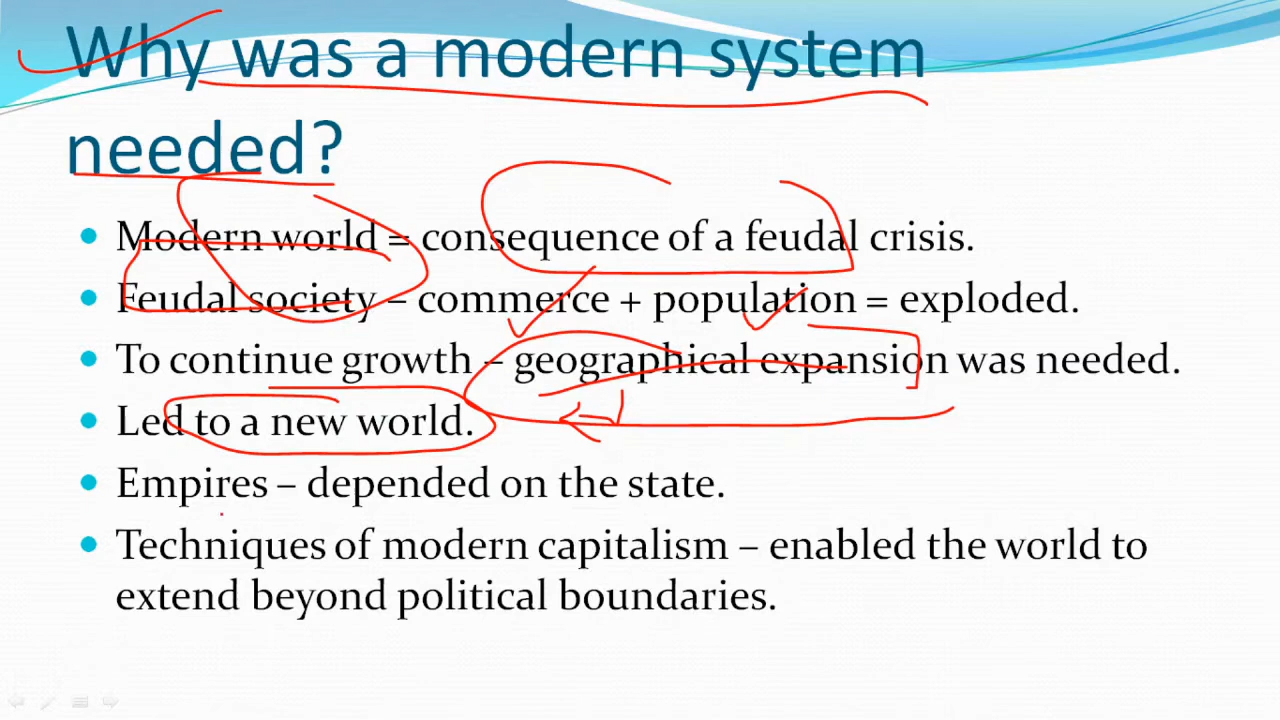 Why was a modern system
needed?
• Modern world = consequence of a feudal crisis.
• Feudal society – commerce + population = exploded.
• To continue growth – geographical expansion was needed.
• Led to a new world.
• Empires – depended on the state.
• Techniques of modern capitalism – enabled the world to
extend beyond political boundaries.